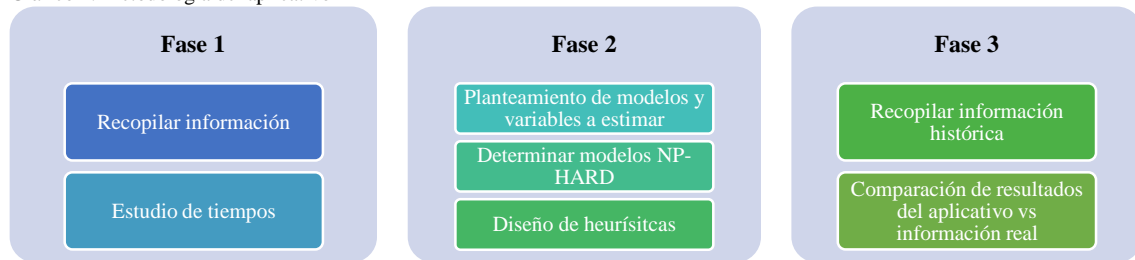 Fase 1
Recopilar información
Estudio de tiempos
Fase 2
Planteamiento de modelos y
variables a estimar
Determinar modelos NP-
HARD
Diseño de heurísitcas
Fase 3
Recopilar información
histórica
Comparación de resultados
del aplicativo vs
información real